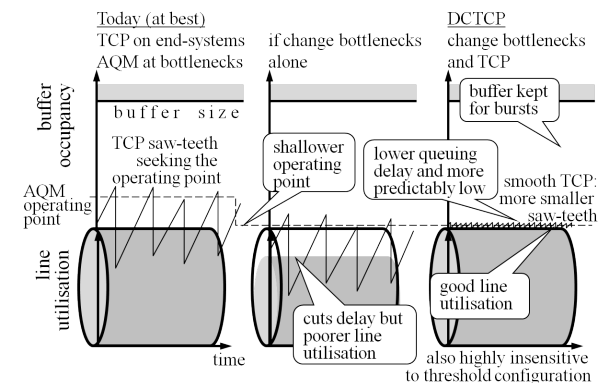 Today (at best)
TCP on end-systems
AQM at bottlenecks
if change bottlenecks
alone
DCTCP
change bottlenecks
and TCP
buffer
occupancy
buffer size
buffer kept
for bursts
TCP saw-teeth
seeking the
operating point
shallower
operating
point
lower queuing
delay and more
predictably low
smooth TCP:
more smaller
saw-teeth
AQM
operating
point
line
utilisation
cuts delay but
poorer line
utilisation
good line
utilisation
time
also highly insensitive
to threshold configuration